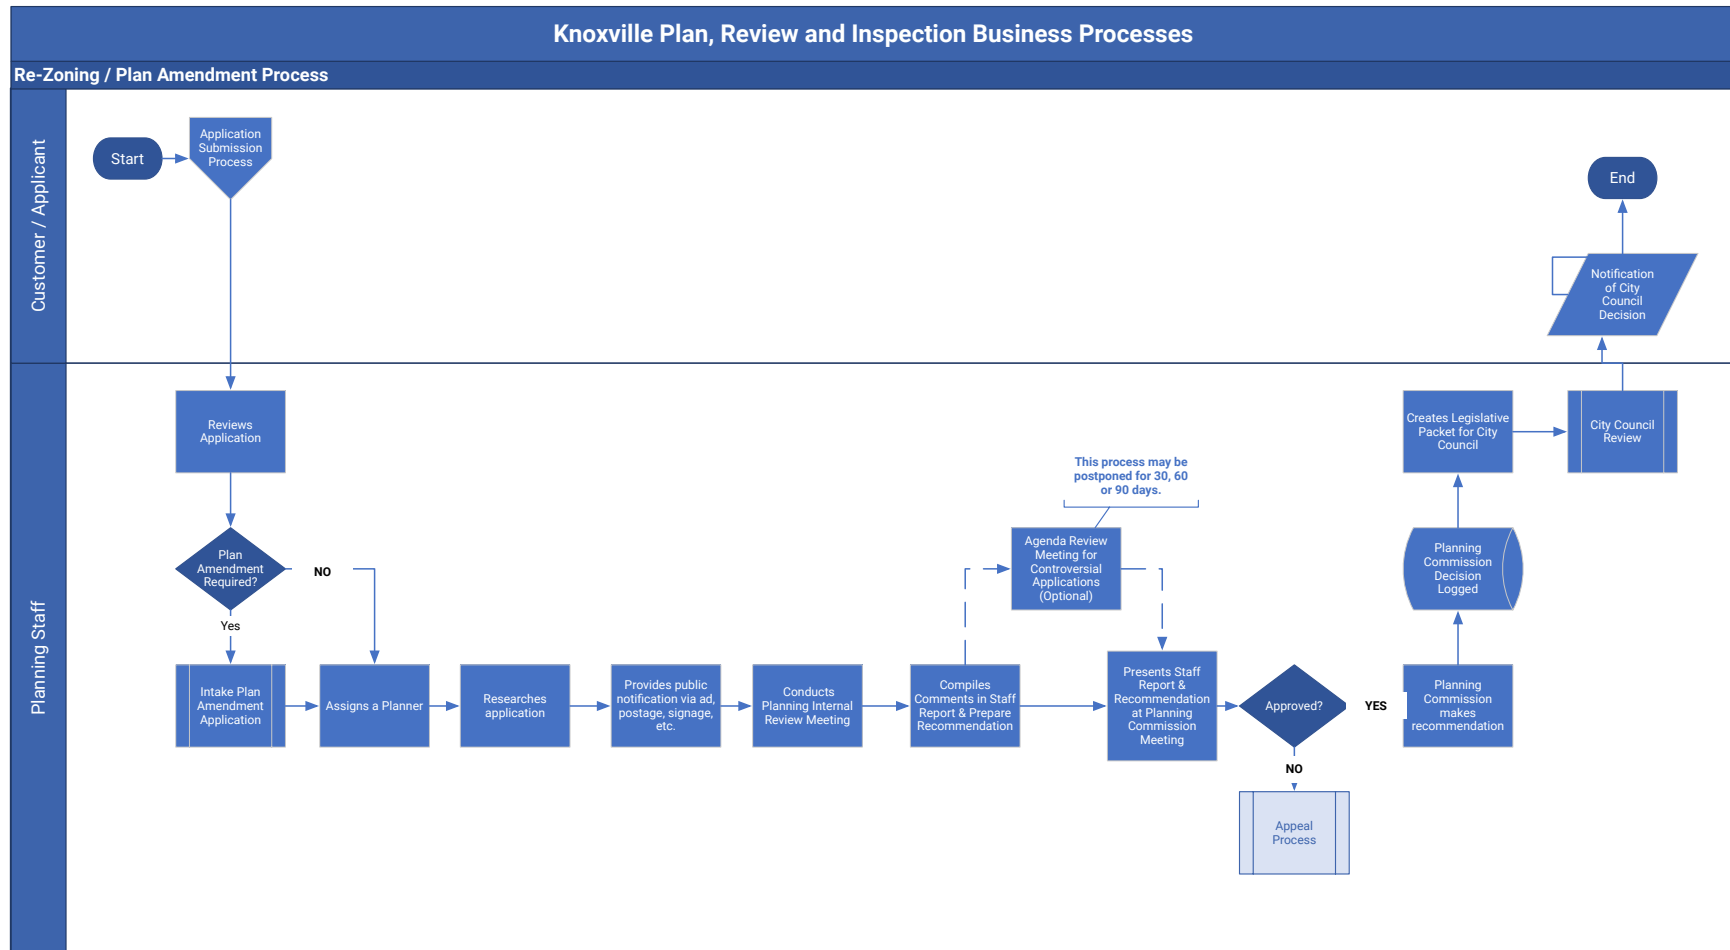 Knoxville Plan, Review and Inspection Business Processes
Re-Zoning / Plan Amendment Process
Customer / Applicant
Start
Application
Submission
Process
End
Notification
of City
Council
Decision
Planning Staff
Reviews
Application
Creates Legislative
Packet for City
Council
City Council
Review
This process may be
postponed for 30, 60
or 90 days.
Plan
Amendment
Required?
NO
Yes
Agenda Review
Meeting for
Controversial
Applications
(Optional)
Planning
Commission
Decision
Logged
Intake Plan
Amendment
Application
Assigns a Planner
Researches
application
Provides public
notification via ad,
postage, signage,
etc.
Conducts
Planning Internal
Review Meeting
Compiles
Comments in Staff
Report & Prepare
Recommendation
Presents Staff
Report &
Recommendation
at Planning
Commission
Meeting
Approved?
YES
Planning
Commission
makes
recommendation
NO
Appeal
Process